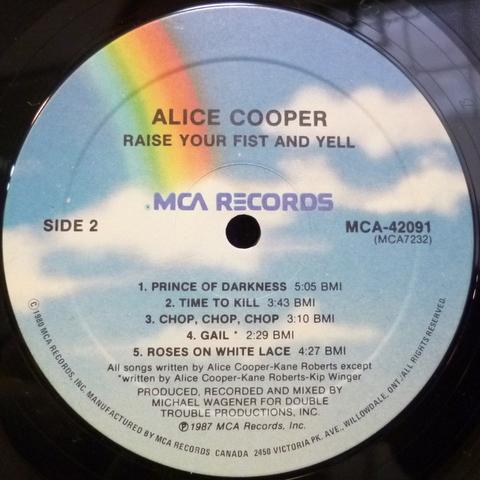 ALICE COOPER
RAISE YOUR FIST AND YELL
MCA RECORDS
SIDE 2
MCA-42091
(MCA7232)
1. PRINCE OF DARKNESS 5:05 BMI
2. TIME TO KILL 3:43 BMI
3. CHOP, CHOP, CHOP 3:10 BMI
4. GAIL * 2:29 BMI
5. ROSES ON WHITE LACE 4:27 BMI
All songs written by Alice Cooper-Kane Roberts except
*written by Alice Cooper-Kane Roberts-Kip Winger
PRODUCED, RECORDED AND MIXED BY
MICHAEL WAGENER FOR DOUBLE
TROUBLE PRODUCTIONS, INC.
Ⓟ1987 MCA Records, Inc.
©1980 MCA RECORDS, INC. MANUFACTURED BY MCA RECORDS CANADA 2450 VICTORIA PK. AVE., WILLOWDALE, ONT. ALL RIGHTS RESERVED.